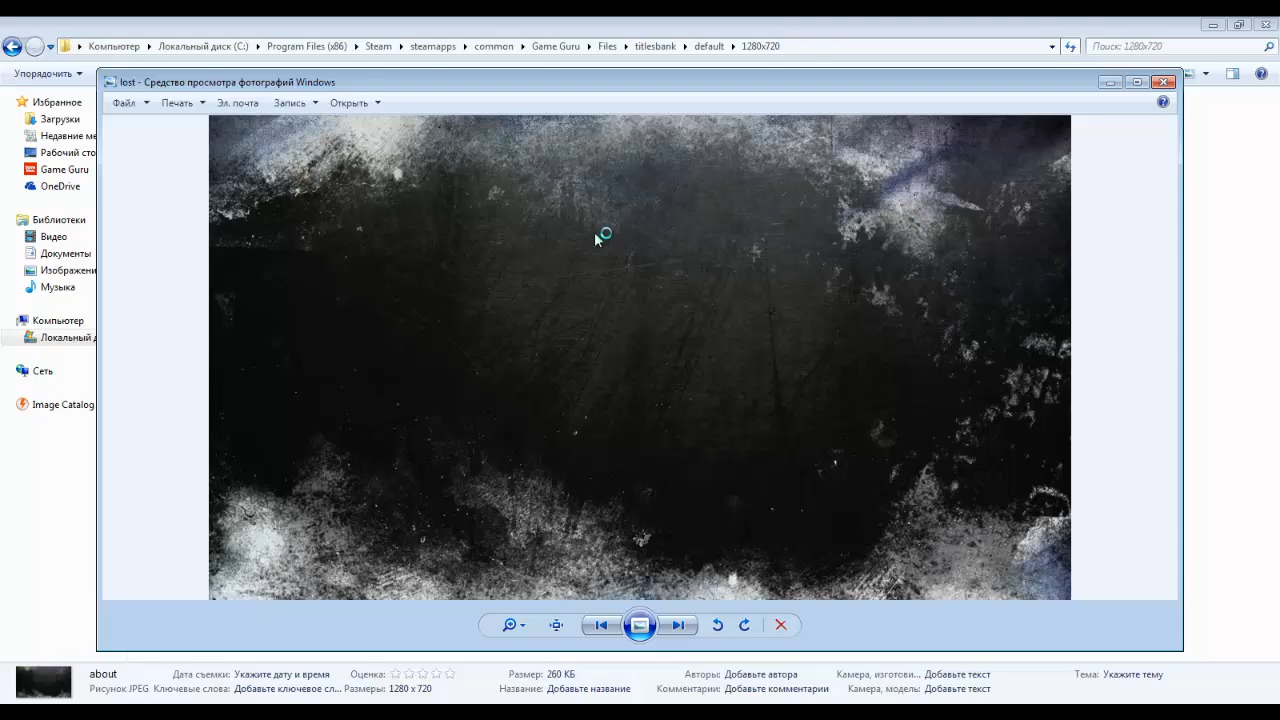 Компьютер ▸ Локальный диск (C:) ▸ Program Files (x86) ▸ Steam ▸ steamapps ▸ common ▸ Game Guru ▸ Files ▸ titlesbank ▸ default ▸ 1280x720
Поиск: 1280x720
Упорядочить
lost - Средство просмотра фотографий Windows
Файл Печать Эл. почта Запись Открыть
Избранное
Загрузки
Недавние ме
Рабочий сто
Game Guru
OneDrive
Библиотеки
Видео
Документы
Изображени
Музыка
Компьютер
Локальный д
Сеть
Image Catalog
about Дата съемки: Укажите дату и время Оценка: Размер: 260 КБ Авторы: Добавьте автора Камера, изготови... Добавьте текст Тема: Укажите тему
Рисунок JPEG Ключевые слова: Добавьте ключевое сл... Размеры: 1280 x 720 Название: Добавьте название Комментарии: Добавьте комментарии Камера, модель: Добавьте текст